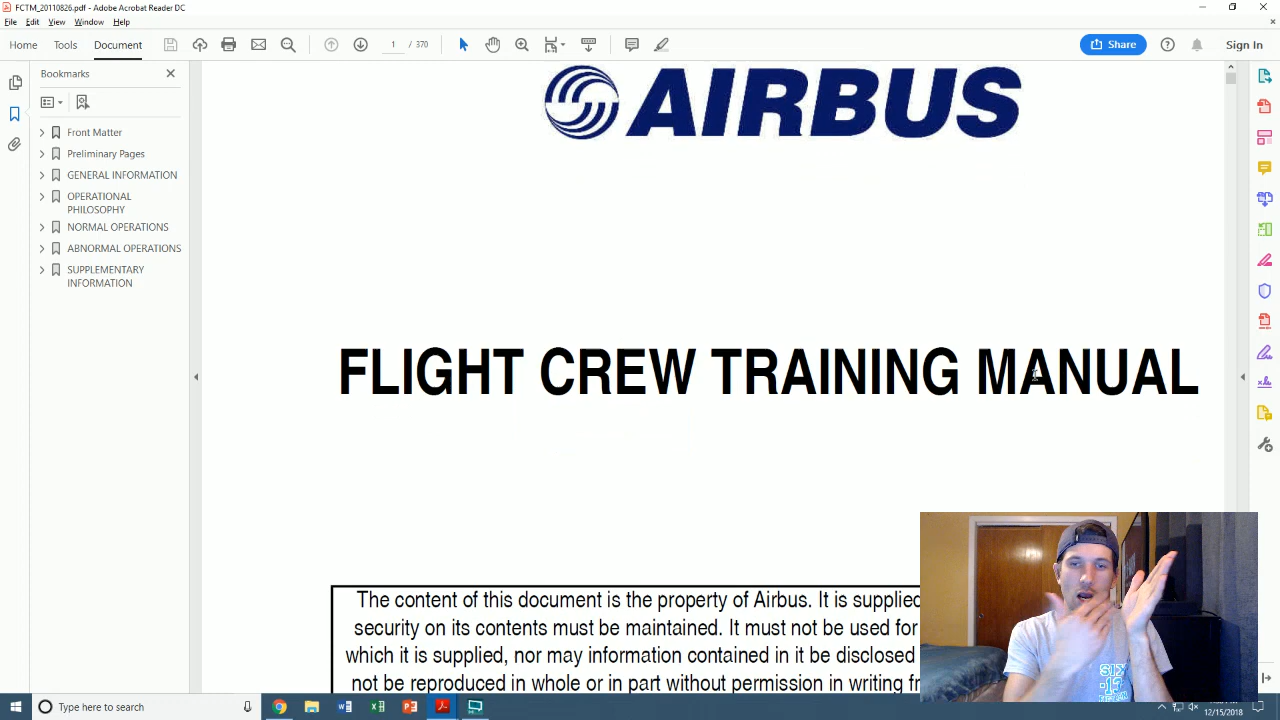 FCTM_20110826.pdf - Adobe Acrobat Reader DC
File Edit View Window Help
Home Tools Document
1 / 370
Share
Sign In
Bookmarks
Front Matter
Preliminary Pages
GENERAL INFORMATION
OPERATIONAL
PHILOSOPHY
NORMAL OPERATIONS
ABNORMAL OPERATIONS
SUPPLEMENTARY
INFORMATION
AIRBUS
FLIGHT CREW TRAINING MANUAL
The content of this document is the property of Airbus. It is supplied
security on its contents must be maintained. It must not be used for
which it is supplied, nor may information contained in it be disclosed
not be reproduced in whole or in part without permission in writing
SIX
Type here to search
12/15/2018